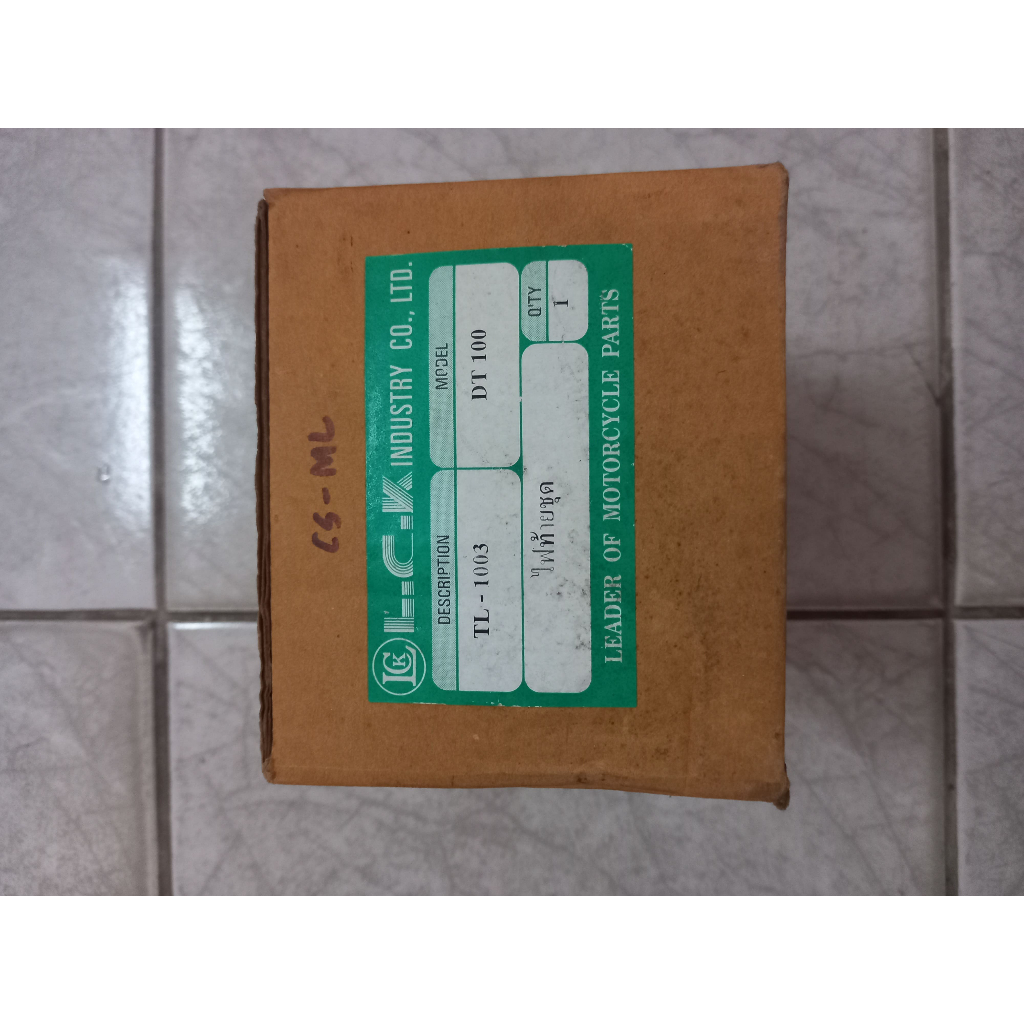 CS-ML
LCK L.C.K INDUSTRY CO., LTD.
DESCRIPTION MODEL
TL - 1003 DT 100
Q'TY
ไฟท้ายชุด 1
LEADER OF MOTORCYCLE PARTS